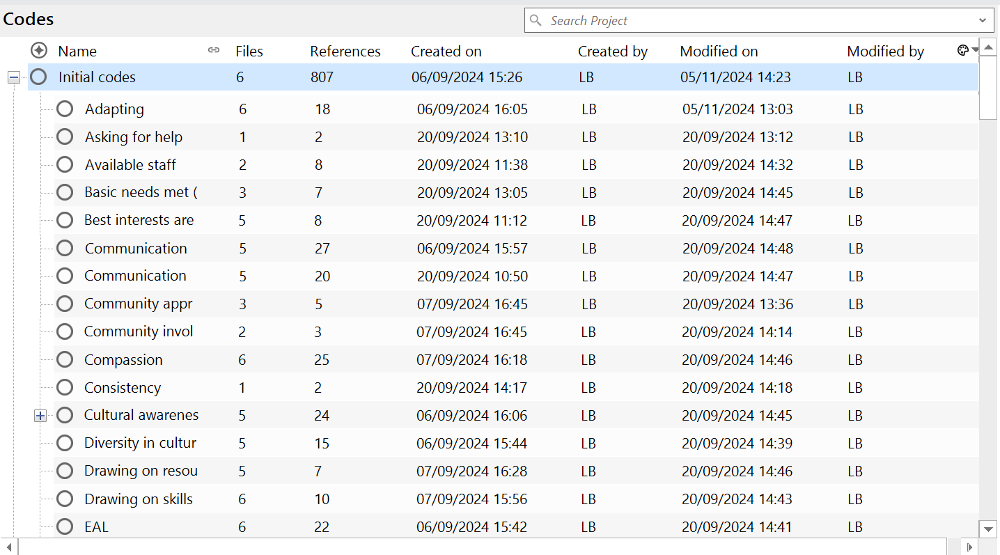 Codes
Search Project
Name Files References Created on Created by Modified on Modified by
Initial codes 6 807 06/09/2024 15:26 LB 05/11/2024 14:23 LB
Adapting 6 18 06/09/2024 16:05 LB 05/11/2024 13:03 LB
Asking for help 1 2 20/09/2024 13:10 LB 20/09/2024 13:12 LB
Available staff 2 8 20/09/2024 11:38 LB 20/09/2024 14:32 LB
Basic needs met ( 3 7 20/09/2024 13:05 LB 20/09/2024 14:45 LB
Best interests are 5 8 20/09/2024 11:12 LB 20/09/2024 14:47 LB
Communication 5 27 06/09/2024 15:57 LB 20/09/2024 14:48 LB
Communication 5 20 20/09/2024 10:50 LB 20/09/2024 14:47 LB
Community appr 3 5 07/09/2024 16:45 LB 20/09/2024 13:36 LB
Community invol 2 3 07/09/2024 16:45 LB 20/09/2024 14:14 LB
Compassion 6 25 07/09/2024 16:18 LB 20/09/2024 14:46 LB
Consistency 1 2 20/09/2024 14:17 LB 20/09/2024 14:18 LB
Cultural awarenes 5 24 06/09/2024 16:06 LB 20/09/2024 14:45 LB
Diversity in cultur 5 15 06/09/2024 15:44 LB 20/09/2024 14:39 LB
Drawing on resou 5 7 07/09/2024 16:28 LB 20/09/2024 14:46 LB
Drawing on skills 6 10 07/09/2024 15:56 LB 20/09/2024 14:43 LB
EAL 6 22 06/09/2024 15:42 LB 20/09/2024 14:41 LB